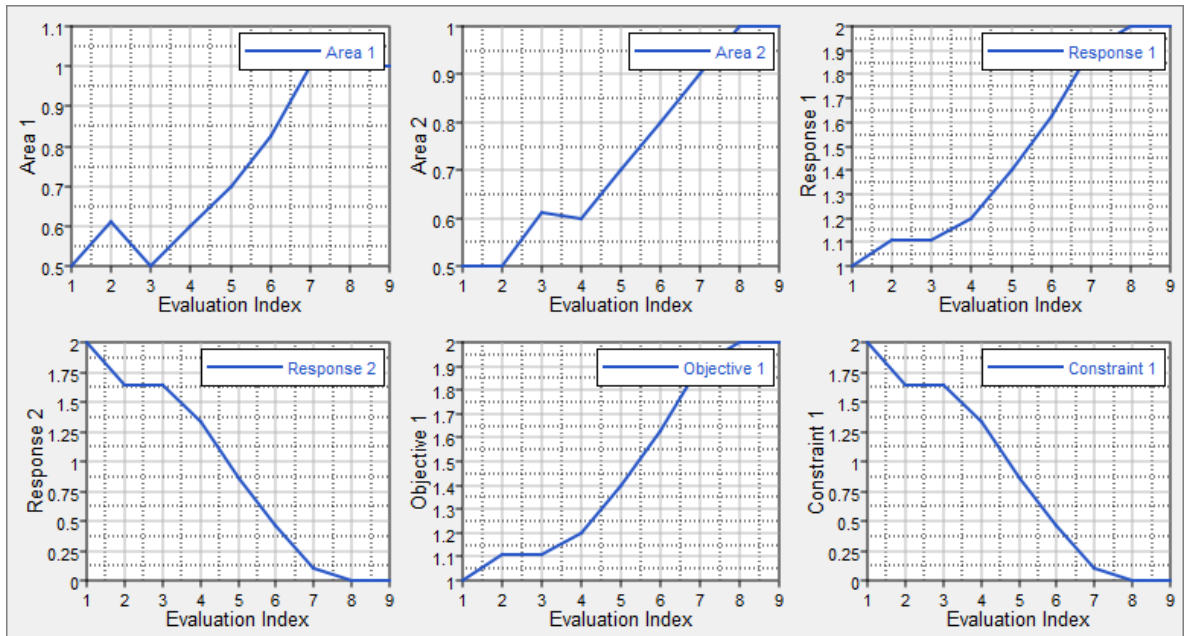 Area 1
1.1
1
0.9
0.8
0.7
0.6
0.5
Area 1
1 2 3 4 5 6 7 8 9
Evaluation Index
Area 2
1
0.9
0.8
0.7
0.6
0.5
Area 2
1 2 3 4 5 6 7 8 9
Evaluation Index
Response 1
2
1.9
1.8
1.7
1.6
1.5
1.4
1.3
1.2
1.1
1
Response 1
1 2 3 4 5 6 7 8 9
Evaluation Index
Response 2
2
1.75
1.5
1.25
1
0.75
0.5
0.25
0
Response 2
1 2 3 4 5 6 7 8 9
Evaluation Index
Objective 1
2
1.9
1.8
1.7
1.6
1.5
1.4
1.3
1.2
1.1
1
Objective 1
1 2 3 4 5 6 7 8 9
Evaluation Index
Constraint 1
2
1.75
1.5
1.25
1
0.75
0.5
0.25
0
Constraint 1
1 2 3 4 5 6 7 8 9
Evaluation Index